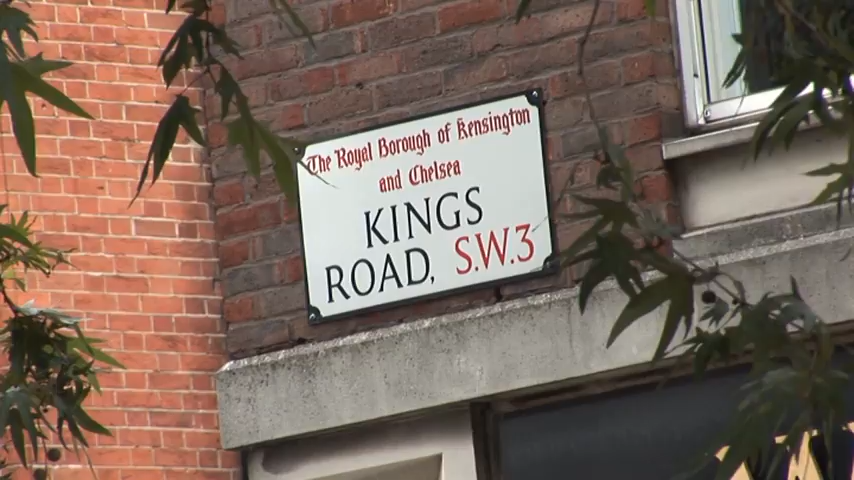 The Royal Borough of Kensington
and Chelsea
KINGS
ROAD, S.W.3